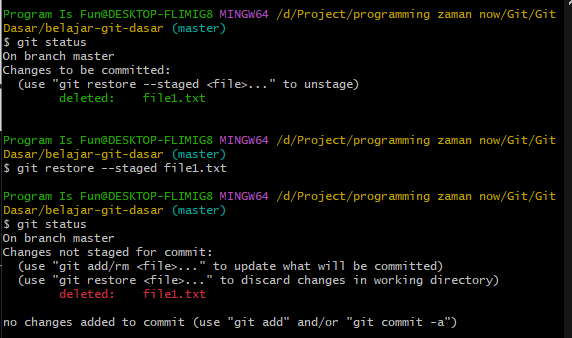 Program Is Fun@DESKTOP-FLIMIG8 MINGW64 /d/Project/programming zaman now/Git/Git
Dasar/belajar-git-dasar (master)
$ git status
On branch master
Changes to be committed:
  (use "git restore --staged <file>..." to unstage)
        deleted:    file1.txt

Program Is Fun@DESKTOP-FLIMIG8 MINGW64 /d/Project/programming zaman now/Git/Git
Dasar/belajar-git-dasar (master)
$ git restore --staged file1.txt

Program Is Fun@DESKTOP-FLIMIG8 MINGW64 /d/Project/programming zaman now/Git/Git
Dasar/belajar-git-dasar (master)
$ git status
On branch master
Changes not staged for commit:
  (use "git add/rm <file>..." to update what will be committed)
  (use "git restore <file>..." to discard changes in working directory)
        deleted:    file1.txt

no changes added to commit (use "git add" and/or "git commit -a")